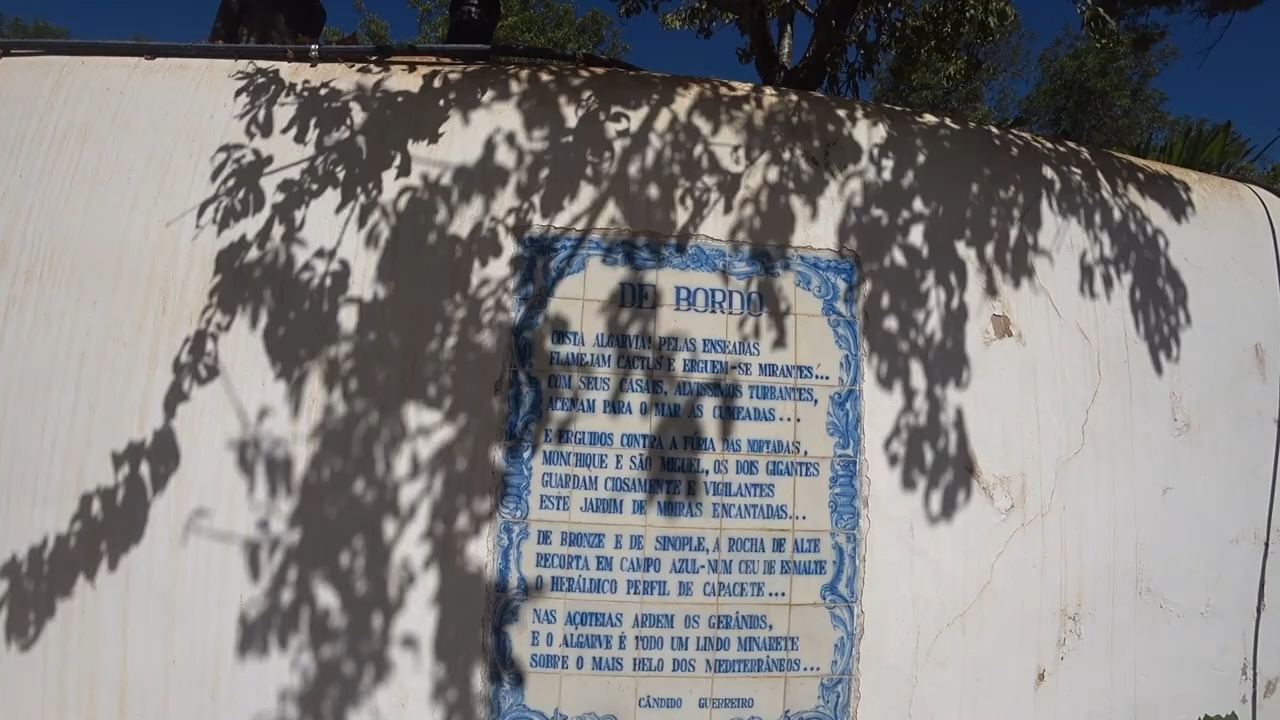 DE BORDO
COSTA ALGARVIA! PELAS ENSEADAS
FLAMEJAM CACTUS E ERGUEM-SE MIRANTES...
COM SEUS CASAIS, ALVISSIMOS TURBANTES,
ACENAM PARA O MAR AS CUMEADAS...
E ERGUIDOS CONTRA A FÚRIA DAS NORTADAS,
MONCHIQUE E SÃO MIGUEL, OS DOIS GIGANTES
GUARDAM CIOSAMENTE E VIGILANTES
ESTE JARDIM DE MOIRAS ENCANTADAS...
DE BRONZE E DE SINOPLE, A ROCHA DE ALTE
RECORTA EM CAMPO AZUL-NUM CEU DE ESMALTE
O HERÁLDICO PERFIL DE CAPACETE...
NAS AÇOTEIAS ARDEM OS GERÂNIOS,
E O ALGARVE É TODO UM LINDO MINARETE
SOBRE O MAIS BELO DOS MEDITERRÂNEOS...
CÂNDIDO GUERREIRO